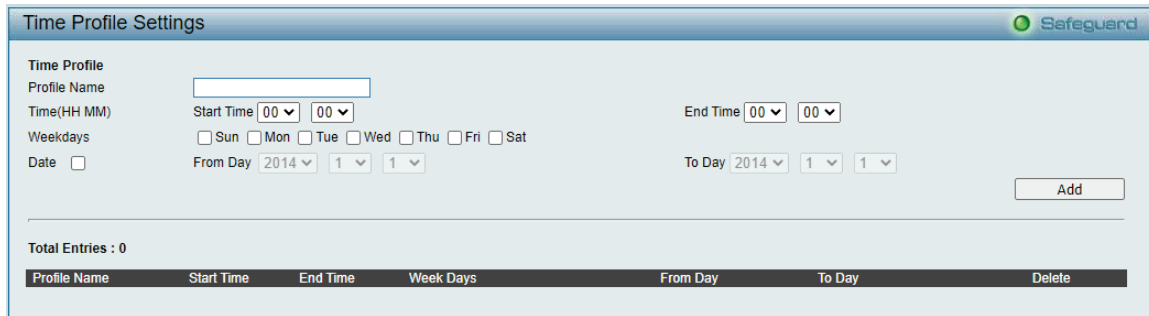 Time Profile Settings Safeguard
Time Profile
Profile Name
Time(HH MM) Start Time 00 00 End Time 00 00
Weekdays Sun Mon Tue Wed Thu Fri Sat
Date From Day 2014 1 1 To Day 2014 1 1
Add
Total Entries : 0
Profile Name Start Time End Time Week Days From Day To Day Delete